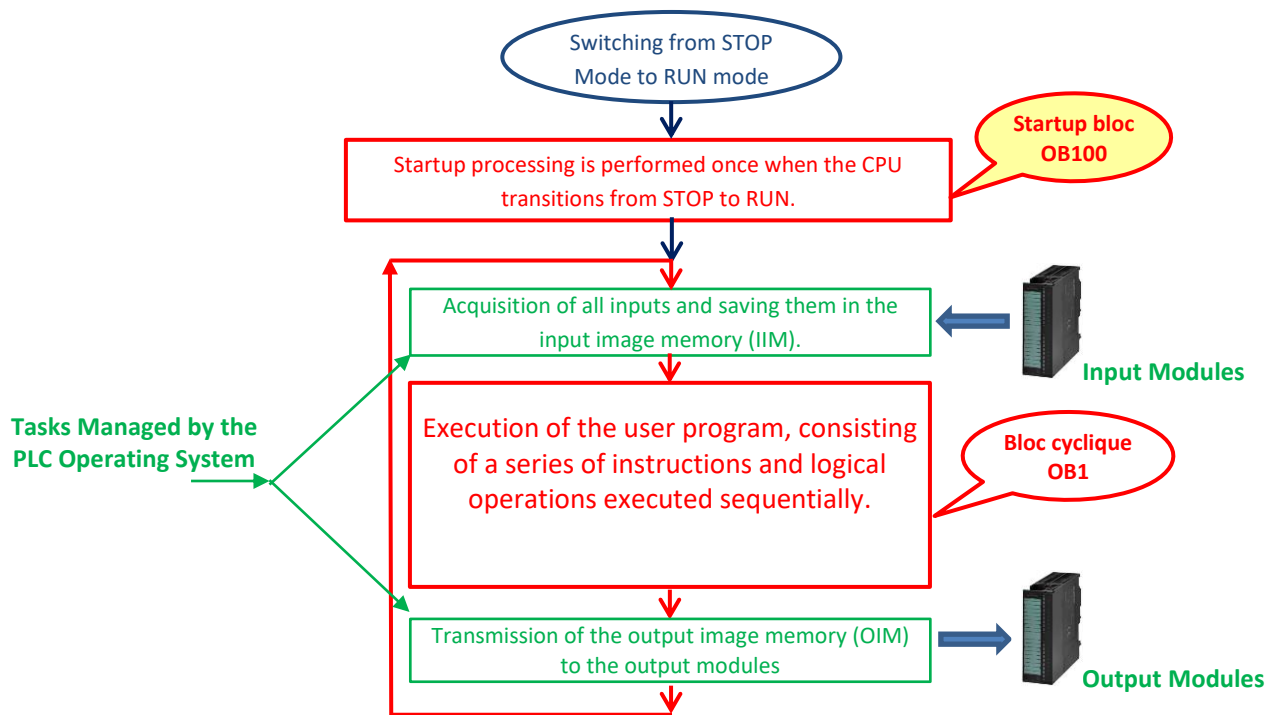 Switching from STOP
Mode to RUN mode
Startup bloc
OB100
Startup processing is performed once when the CPU
transitions from STOP to RUN.
Acquisition of all inputs and saving them in the
input image memory (IIM).
Input Modules
Tasks Managed by the
PLC Operating System
Execution of the user program, consisting
of a series of instructions and logical
operations executed sequentially.
Bloc cyclique
OB1
Transmission of the output image memory (OIM)
to the output modules
Output Modules